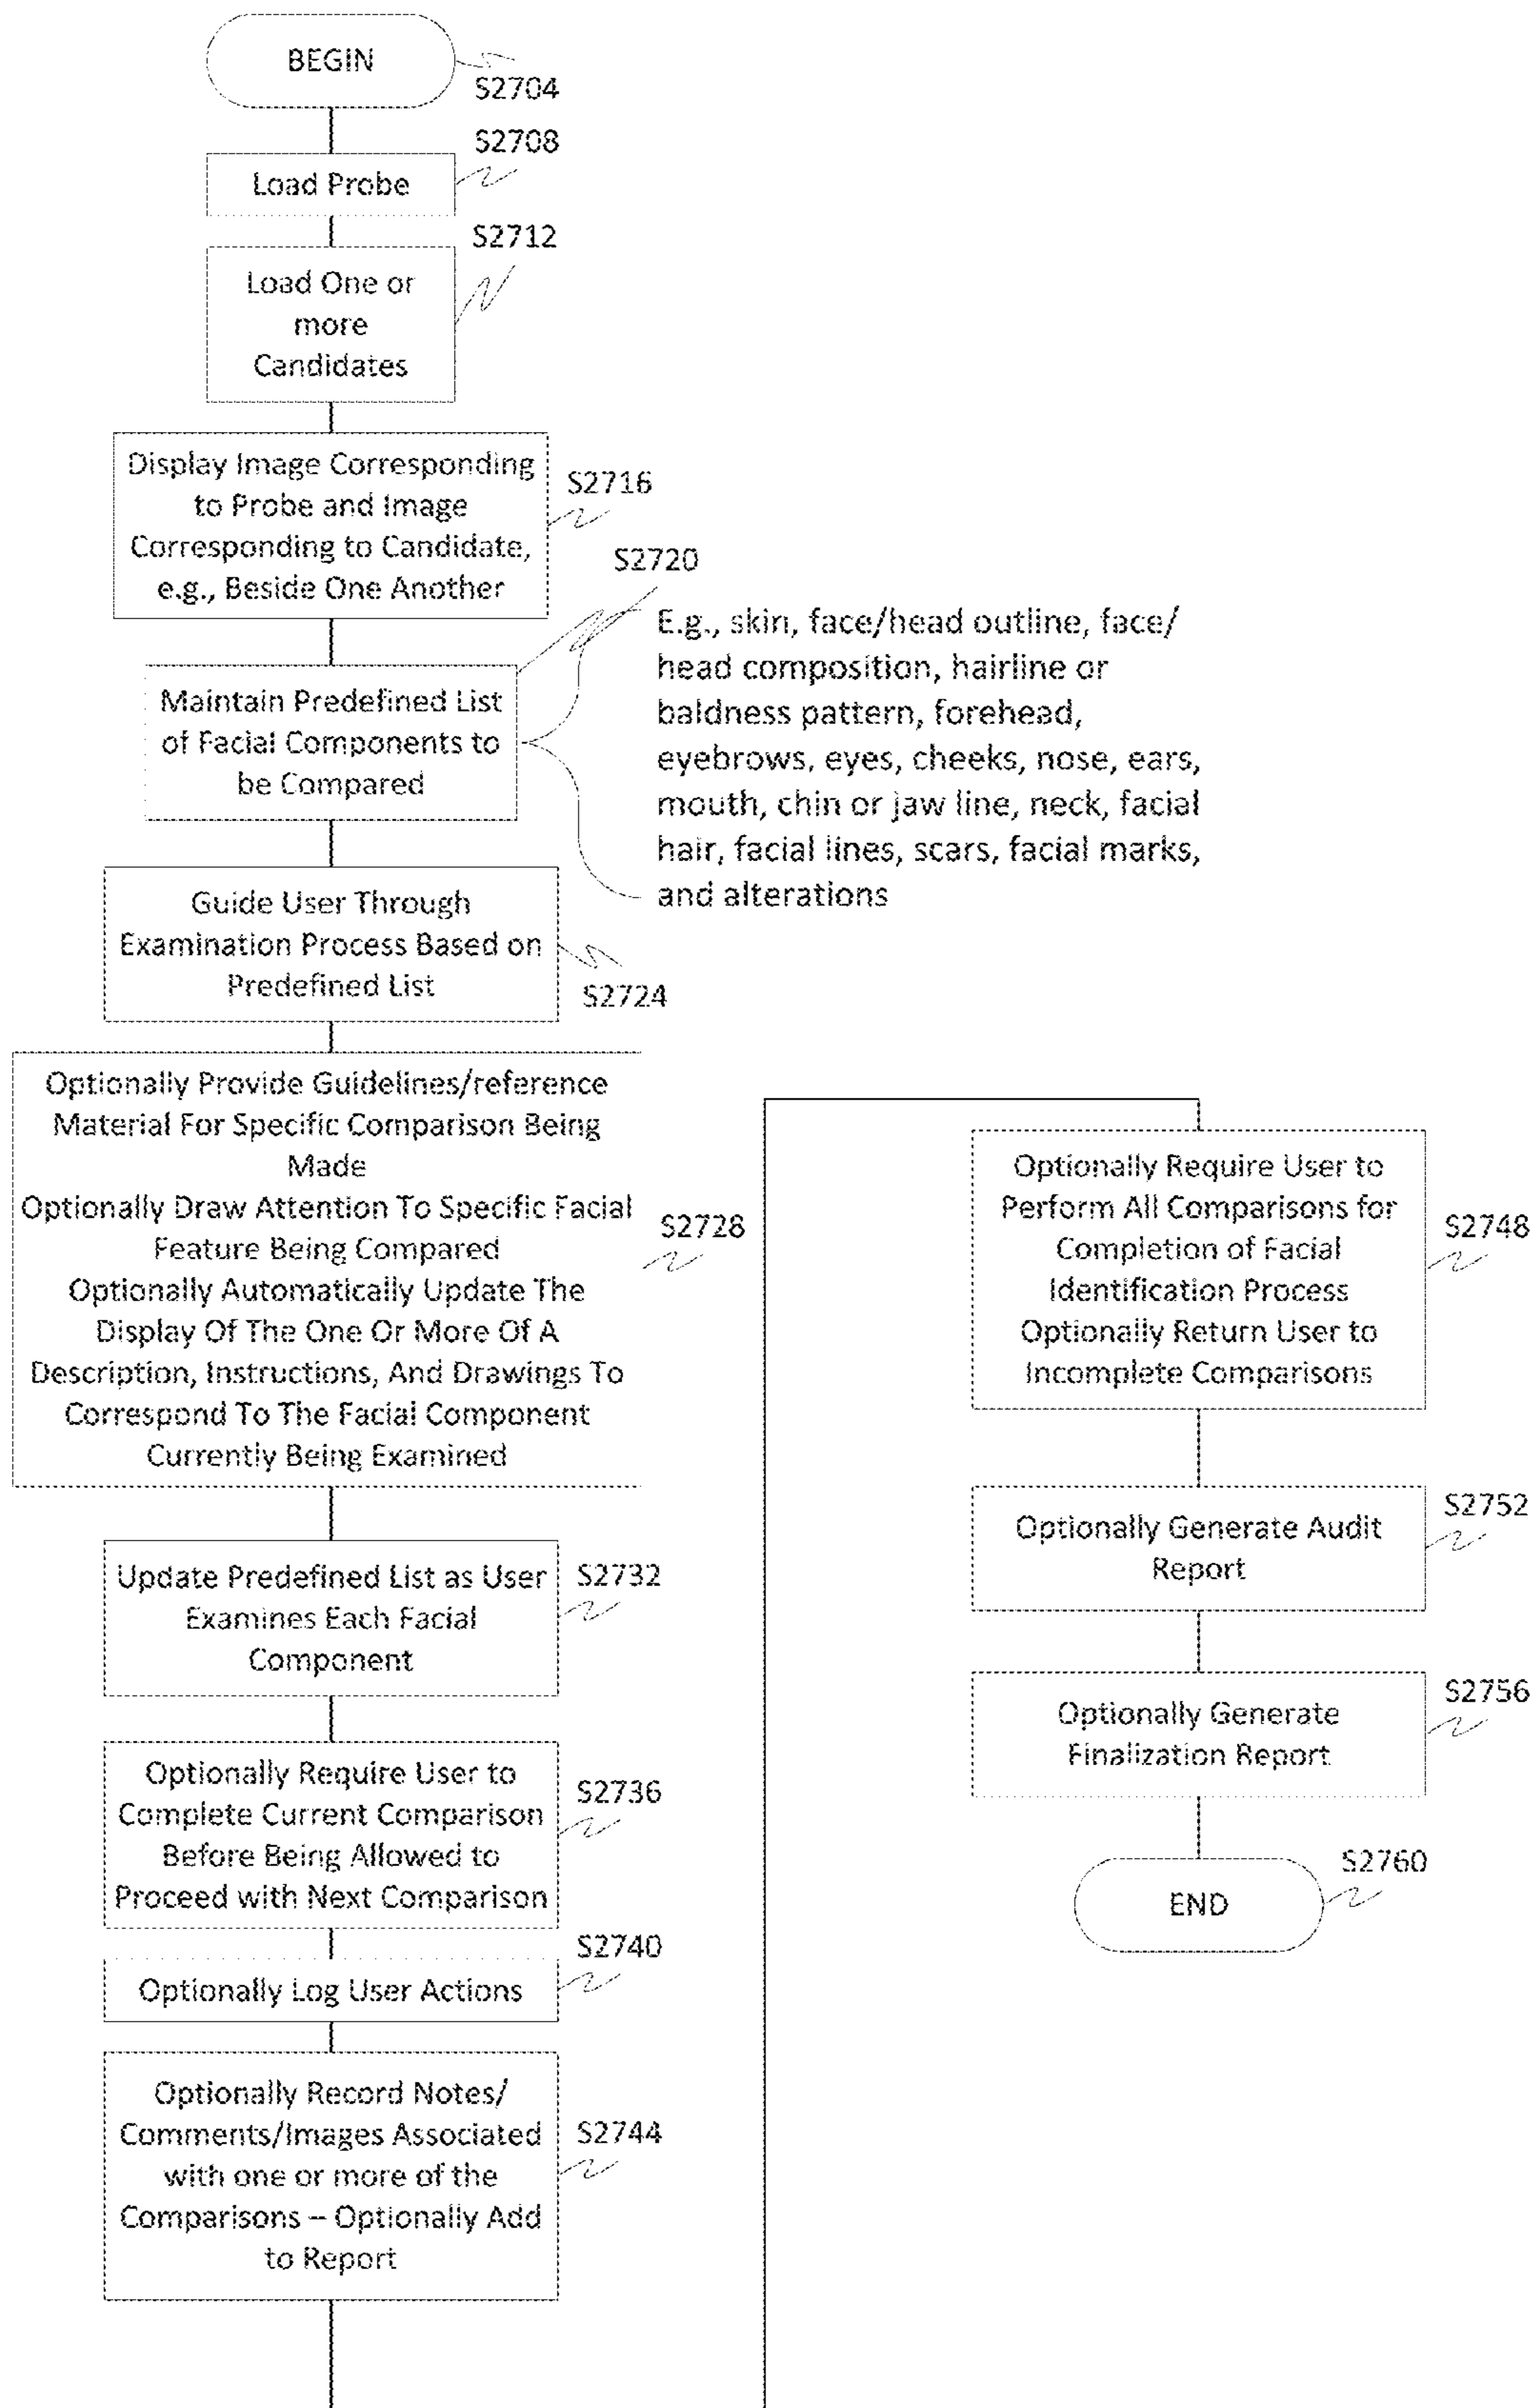 BEGIN
S2704
S2708
Load Probe
S2712
Load One or
more
Candidates
Display Image Corresponding
to Probe and Image
Corresponding to Candidate,
e.g., Beside One Another
S2716
S2720
Maintain Predefined List
of Facial Components to
be Compared
E.g., skin, face/head outline, face/
head composition, hairline or
baldness pattern, forehead,
eyebrows, eyes, cheeks, nose, ears,
mouth, chin or jaw line, neck, facial
hair, facial lines, scars, facial marks,
and alterations
Guide User Through
Examination Process Based on
Predefined List
S2724
Optionally Provide Guidelines/reference
Material For Specific Comparison Being
Made
Optionally Draw Attention To Specific Facial
Feature Being Compared
Optionally Automatically Update The
Display Of The One Or More Of A
Description, Instructions, And Drawings To
Correspond To The Facial Component
Currently Being Examined
S2728
Update Predefined List as User
Examines Each Facial
Component
S2732
Optionally Require User to
Complete Current Comparison
Before Being Allowed to
Proceed with Next Comparison
S2736
S2740
Optionally Log User Actions
Optionally Record Notes/
Comments/Images Associated
with one or more of the
Comparisons – Optionally Add
to Report
S2744
Optionally Require User to
Perform All Comparisons for
Completion of Facial
Identification Process
Optionally Return User to
Incomplete Comparisons
S2748
S2752
Optionally Generate Audit
Report
S2756
Optionally Generate
Finalization Report
S2760
END